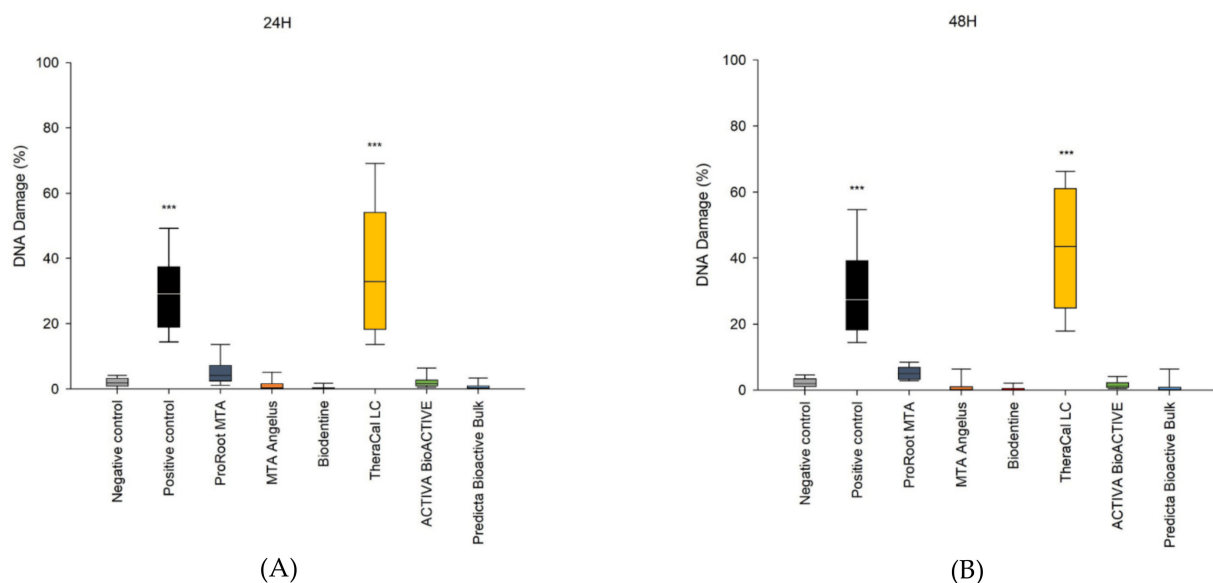 24H
100
80
60
40
20
0
DNA Damage (%)
***
***
Negative control
Positive control
ProRoot MTA
MTA Angelus
Biodentine
TheraCal LC
ACTIVA BioACTIVE
Predicta Bioactive Bulk
(A)
48H
100
80
60
40
20
0
DNA Damage (%)
***
***
Negative control
Positive control
ProRoot MTA
MTA Angelus
Biodentine
TheraCal LC
ACTIVA BioACTIVE
Predicta Bioactive Bulk
(B)